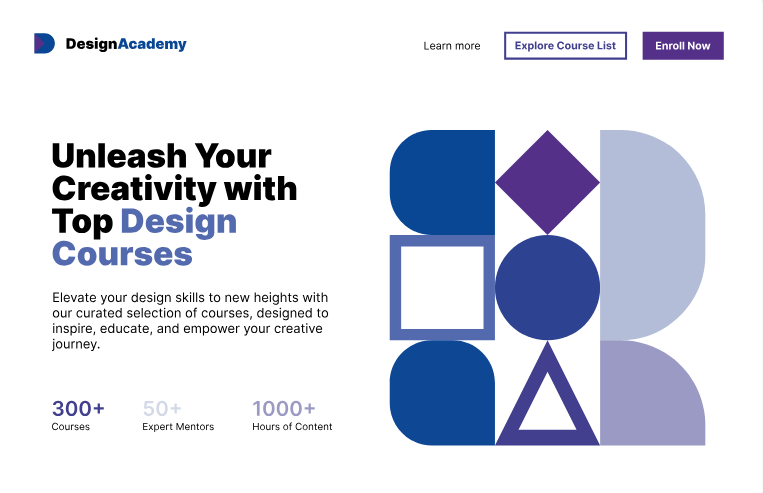 DesignAcademy
Learn more
Explore Course List
Enroll Now
Unleash Your
Creativity with
Top Design
Courses
Elevate your design skills to new heights with
our curated selection of courses, designed to
inspire, educate, and empower your creative
journey.
300+
Courses
50+
Expert Mentors
1000+
Hours of Content